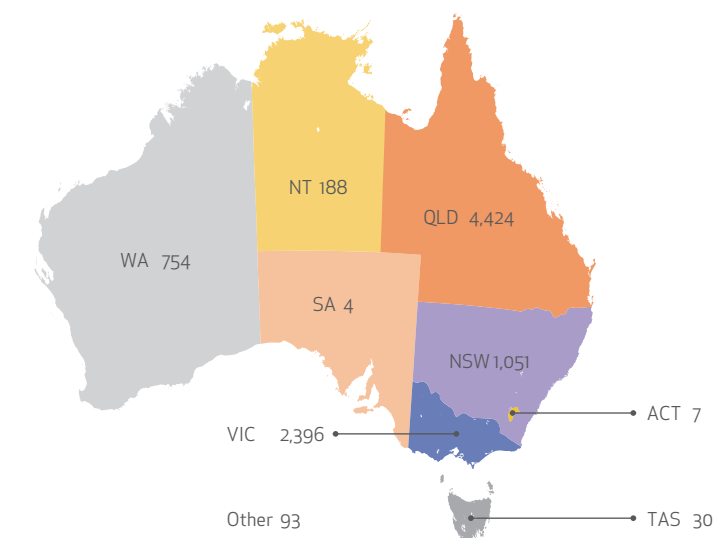 NT 188
QLD 4,424
WA 754
SA 4
NSW 1,051
ACT 7
VIC 2,396
Other 93
TAS 30